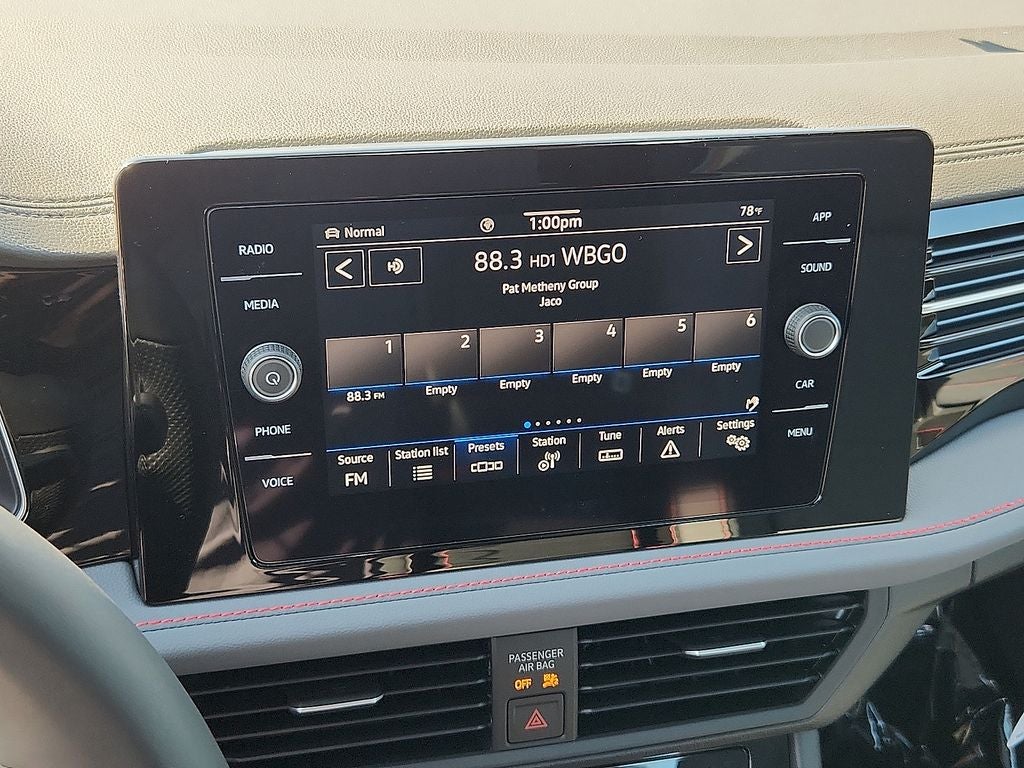 RADIO
MEDIA
PHONE
VOICE
Normal
1:00pm
78°F
HD
88.3 HD1 WBGO
Pat Metheny Group
Jaco
1
2
3
4
5
6
88.3 FM
Empty
Empty
Empty
Empty
Empty
Source
FM
Station list
Presets
Station
Tune
Alerts
Settings
APP
SOUND
CAR
MENU
PASSENGER
AIR BAG
OFF